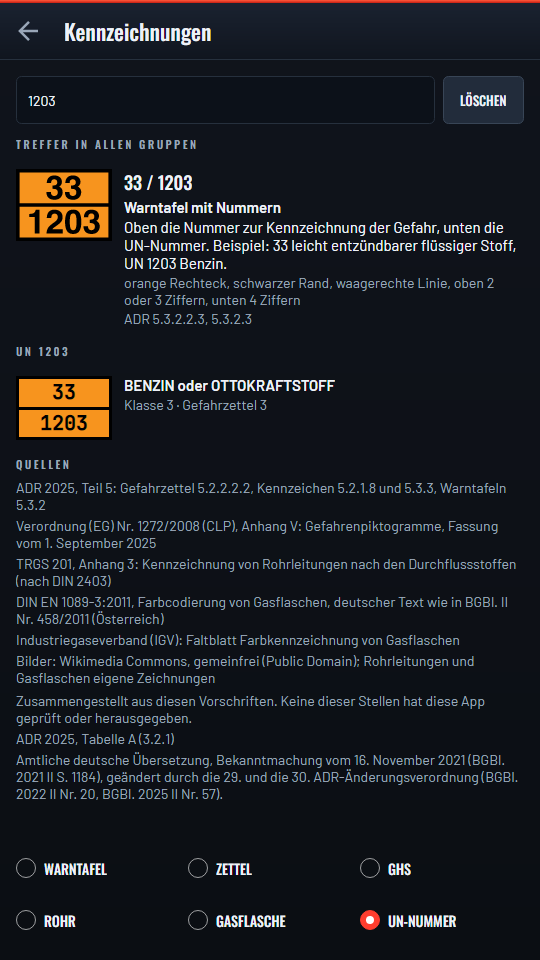 Kennzeichnungen
1203
LÖSCHEN
TREFFER IN ALLEN GRUPPEN
33
1203
33 / 1203
Warntafel mit Nummern
Oben die Nummer zur Kennzeichnung der Gefahr, unten die
UN-Nummer. Beispiel: 33 leicht entzündbarer flüssiger Stoff,
UN 1203 Benzin.
orange Rechteck, schwarzer Rand, waagerechte Linie, oben 2
oder 3 Ziffern, unten 4 Ziffern
ADR 5.3.2.2.3, 5.3.2.3
UN 1203
33
1203
BENZIN oder OTTOKRAFTSTOFF
Klasse 3 · Gefahrzettel 3
QUELLEN
ADR 2025, Teil 5: Gefahrzettel 5.2.2.2.2, Kennzeichen 5.2.1.8 und 5.3.3, Warntafeln
5.3.2
Verordnung (EG) Nr. 1272/2008 (CLP), Anhang V: Gefahrenpiktogramme, Fassung
vom 1. September 2025
TRGS 201, Anhang 3: Kennzeichnung von Rohrleitungen nach den Durchflussstoffen
(nach DIN 2403)
DIN EN 1089-3:2011, Farbcodierung von Gasflaschen, deutscher Text wie in BGBl. II
Nr. 458/2011 (Österreich)
Industriegaseverband (IGV): Faltblatt Farbkennzeichnung von Gasflaschen
Bilder: Wikimedia Commons, gemeinfrei (Public Domain); Rohrleitungen und
Gasflaschen eigene Zeichnungen
Zusammengestellt aus diesen Vorschriften. Keine dieser Stellen hat diese App
geprüft oder herausgegeben.
ADR 2025, Tabelle A (3.2.1)
Amtliche deutsche Übersetzung, Bekanntmachung vom 16. November 2021 (BGBl.
2021 II S. 1184), geändert durch die 29. und die 30. ADR-Änderungsverordnung (BGBl.
2022 II Nr. 20, BGBl. 2025 II Nr. 57).
WARNTAFEL
ZETTEL
GHS
ROHR
GASFLASCHE
UN-NUMMER